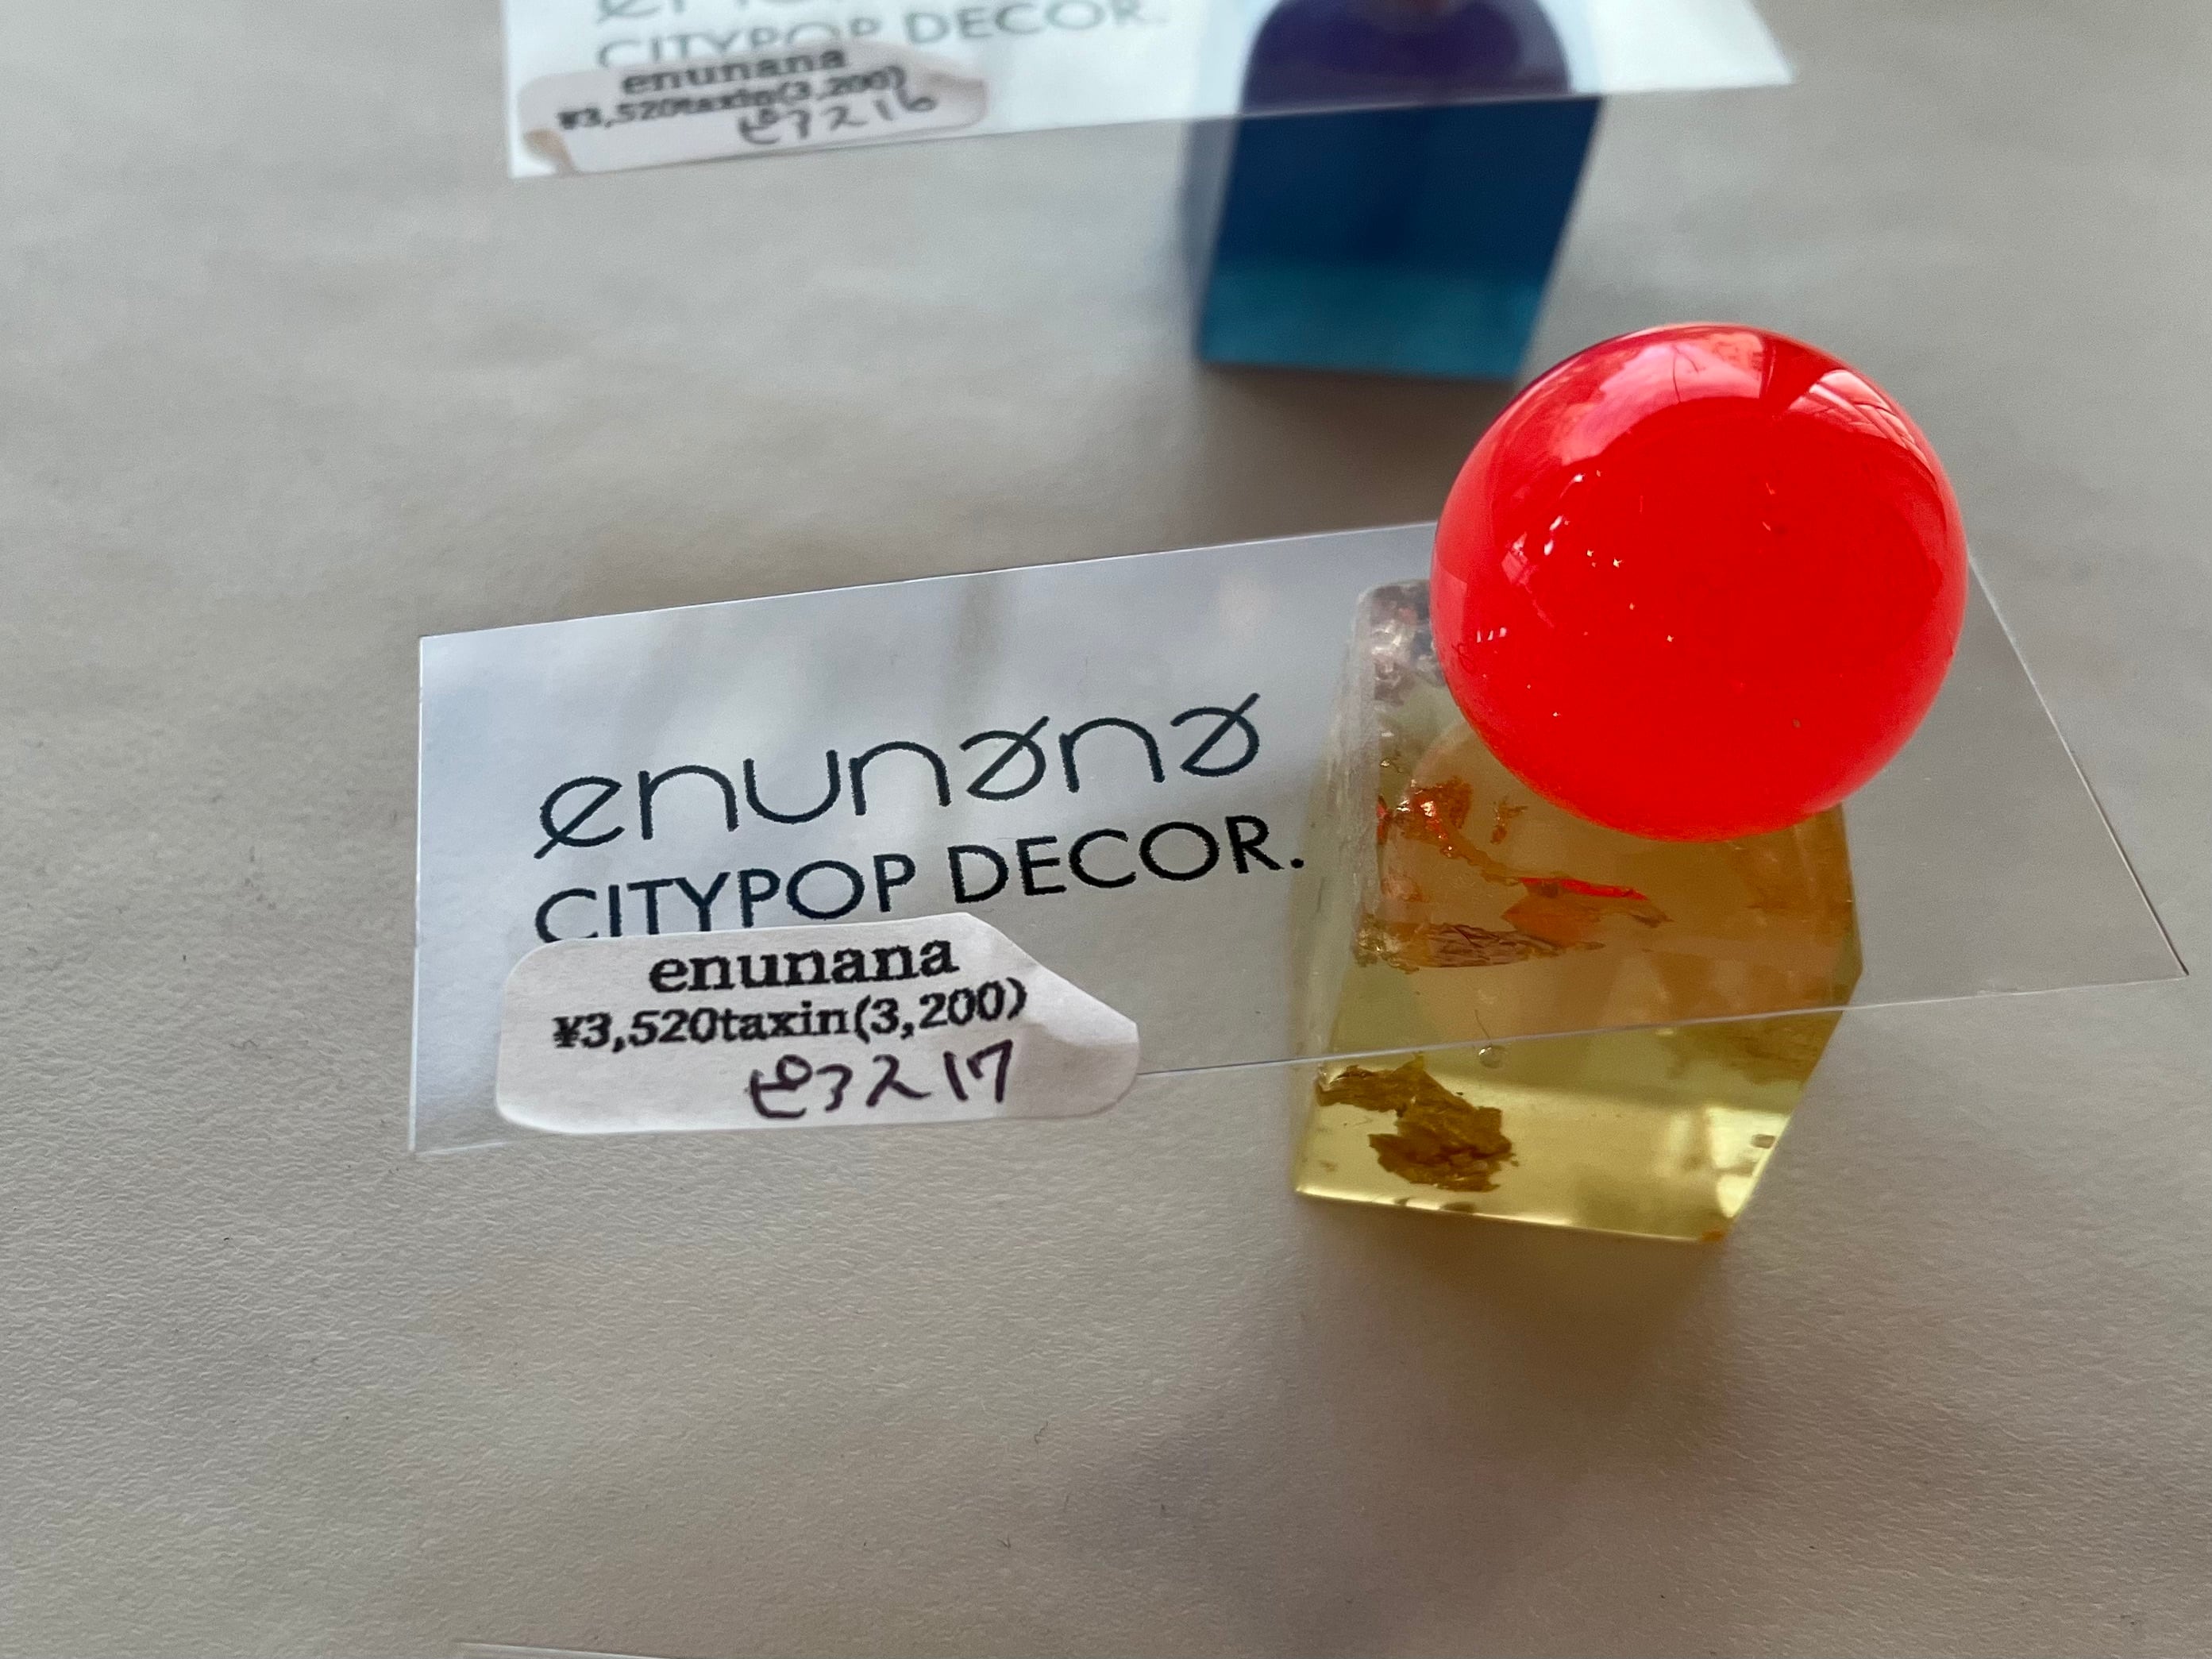 CITYPOP DECOR.
enunana
¥3,520taxin(3,200)
ピアス16
enunana
CITYPOP DECOR.
enunana
¥3,520taxin(3,200)
ピアス17